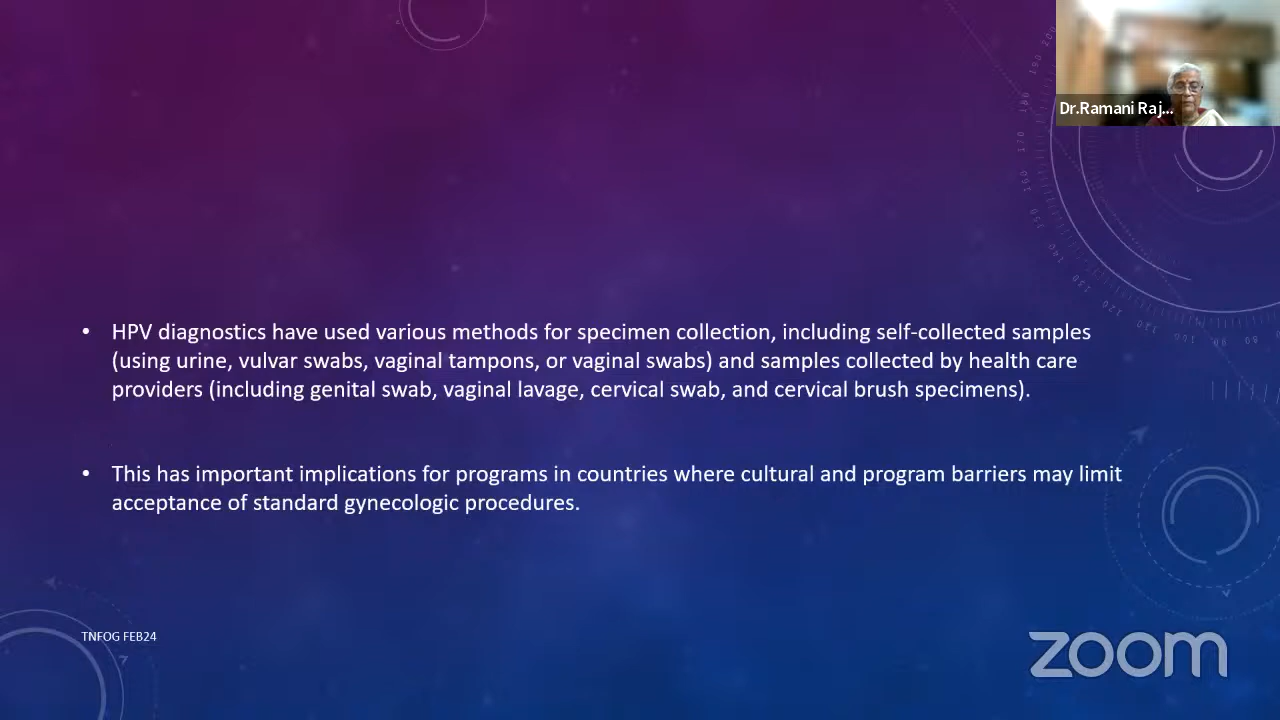 Dr.Ramani Raj...
• HPV diagnostics have used various methods for specimen collection, including self-collected samples
(using urine, vulvar swabs, vaginal tampons, or vaginal swabs) and samples collected by health care
providers (including genital swab, vaginal lavage, cervical swab, and cervical brush specimens).
• This has important implications for programs in countries where cultural and program barriers may limit
acceptance of standard gynecologic procedures.
TNFOG FEB24
zoom